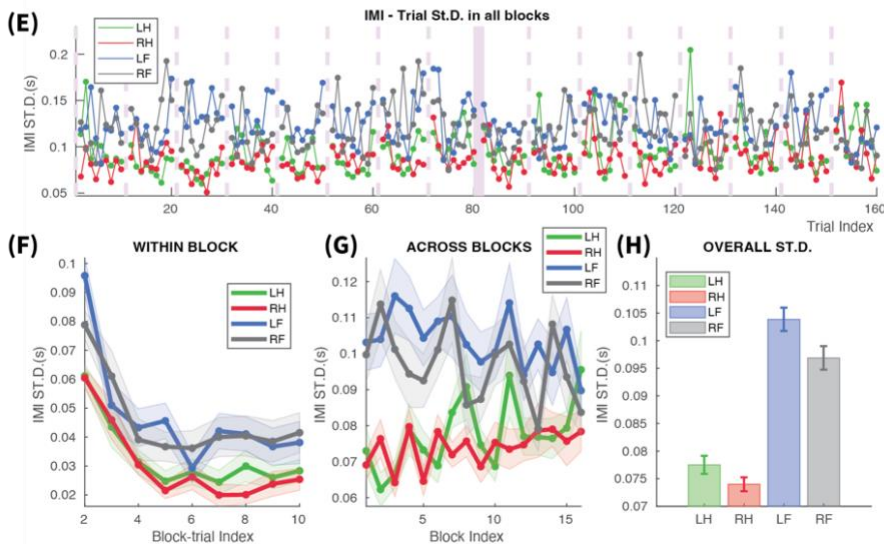 (E)
IMI - Trial St.D. in all blocks
LH
RH
LF
RF
IMI ST.D.(s)
0.2
0.15
0.1
0.05
20
40
60
80
100
120
140
160
Trial Index
(F)
WITHIN BLOCK
LH
RH
LF
RF
IMI ST.D.(s)
0.1
0.09
0.08
0.07
0.06
0.05
0.04
0.03
0.02
2
4
6
8
10
Block-trial Index
(G)
ACROSS BLOCKS
LH
RH
LF
RF
IMI ST.D.(s)
0.12
0.11
0.1
0.09
0.08
0.07
0.06
5
10
15
Block Index
(H)
OVERALL ST.D.
LH
RH
LF
RF
IMI ST.D.(s)
0.11
0.105
0.1
0.095
0.09
0.085
0.08
0.075
0.07
LH
RH
LF
RF